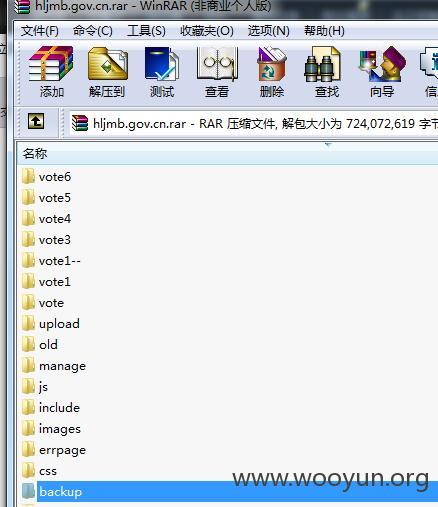 hljmb.gov.cn.rar - WinRAR (非商业个人版)
文件(F) 命令(C) 工具(S) 收藏夹(O) 选项(N) 帮助(H)
添加 解压到 测试 查看 删除 查找 向导
hljmb.gov.cn.rar - RAR 压缩文件, 解包大小为 724,072,619 字节
名称
vote6
vote5
vote4
vote3
vote1--
vote1
vote
upload
old
manage
js
include
images
errpage
css
www.wooyun.org
backup